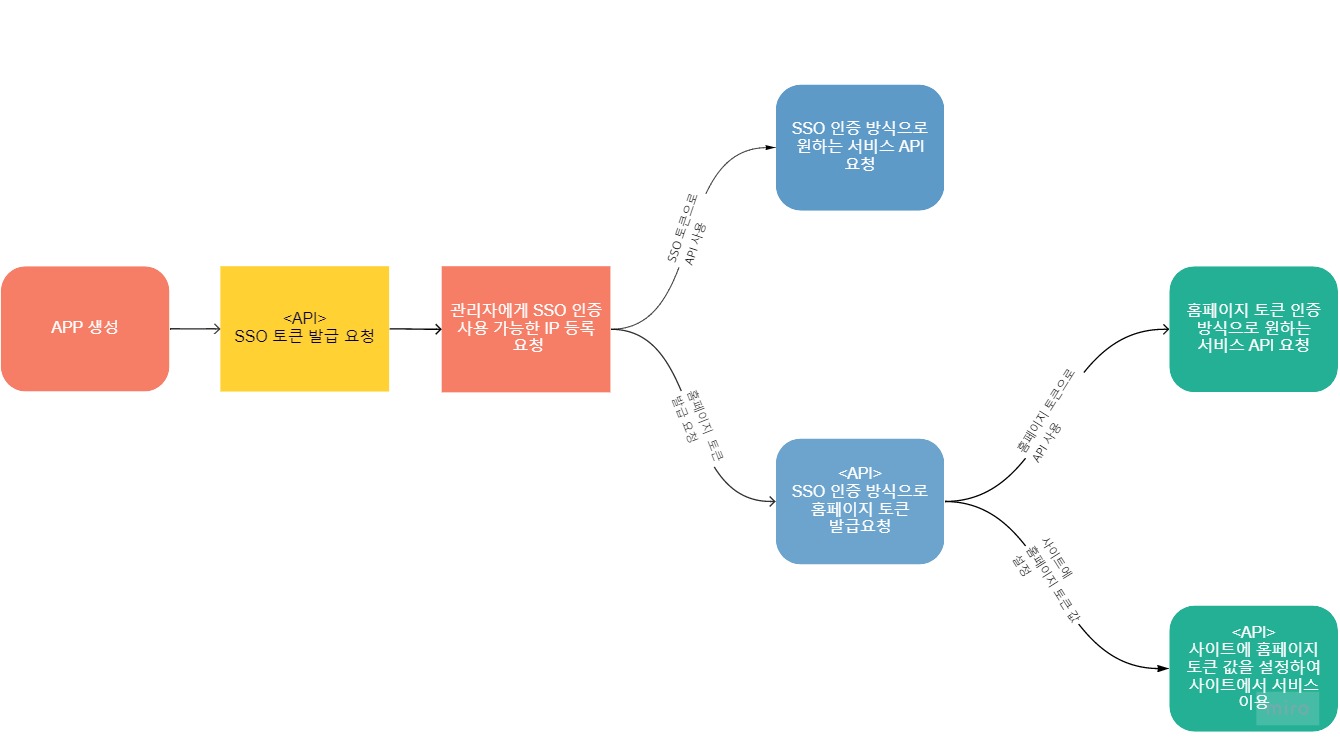 APP 생성
<API>
SSO 토큰 발급 요청
관리자에게 SSO 인증
사용 가능한 IP 등록
요청
SSO 토큰으로
API 사용
SSO 인증 방식으로
원하는 서비스 API
요청
홈페이지 토큰
발급 요청
<API>
SSO 인증 방식으로
홈페이지 토큰
발급요청
홈페이지 토큰으로
API 사용
홈페이지 토큰 인증
방식으로 원하는
서비스 API 요청
사이트에
홈페이지 토큰 값
설정
<API>
사이트에 홈페이지
토큰 값을 설정하여
사이트에서 서비스
이용
miro